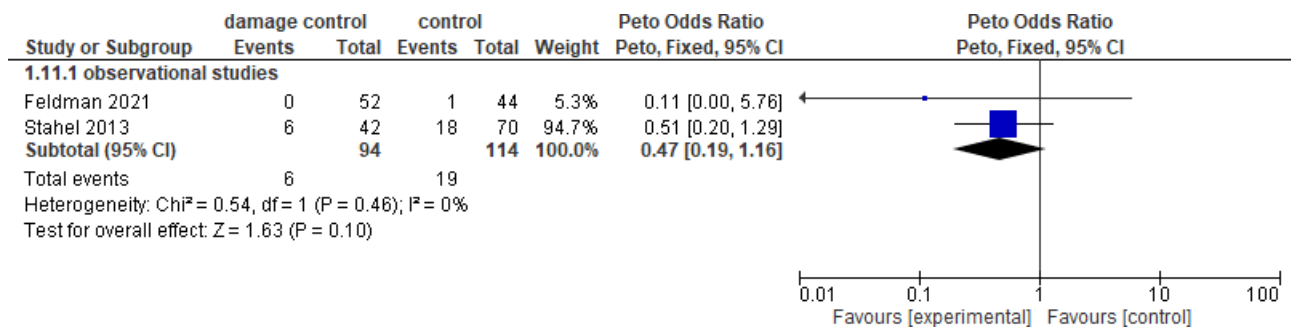 damage control control Peto Odds Ratio Peto Odds Ratio
Study or Subgroup Events Total Events Total Weight Peto, Fixed, 95% CI Peto, Fixed, 95% CI
1.11.1 observational studies
Feldman 2021 0 52 1 44 5.3% 0.11 [0.00, 5.76]
Stahel 2013 6 42 18 70 94.7% 0.51 [0.20, 1.29]
Subtotal (95% CI) 94 114 100.0% 0.47 [0.19, 1.16]
Total events 6 19
Heterogeneity: Chi² = 0.54, df = 1 (P = 0.46); I² = 0%
Test for overall effect: Z = 1.63 (P = 0.10)
0.01 0.1 1 10 100
Favours [experimental] Favours [control]